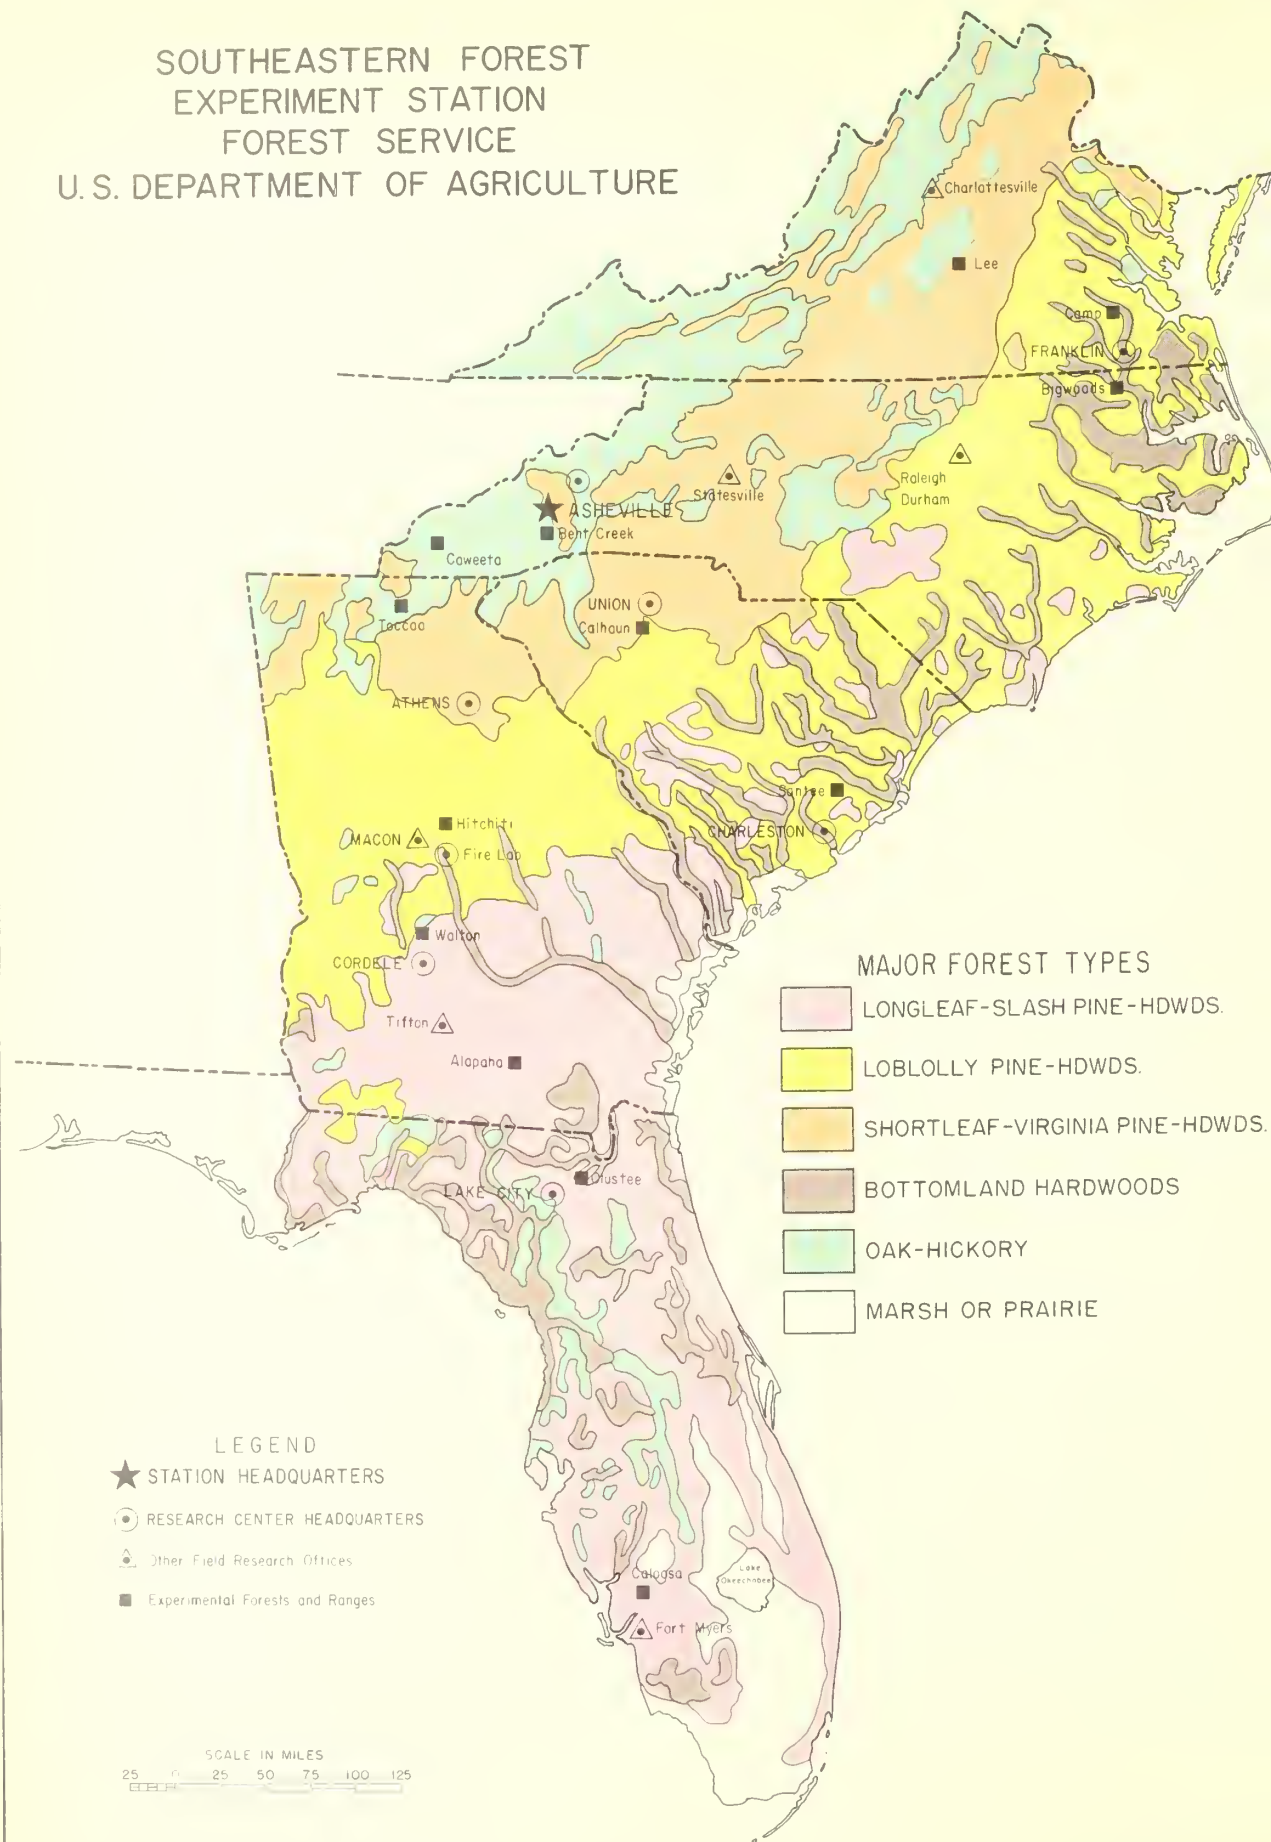 SOUTHEASTERN FOREST
EXPERIMENT STATION
FOREST SERVICE
U.S. DEPARTMENT OF AGRICULTURE
Charlottesville
Lee
Camp
FRANKLIN
Bigwoods
Raleigh
Durham
Statesville
ASHEVILLE
Bent Creek
Coweeta
UNION
Calhoun
Toccoa
ATHENS
Santee
CHARLESTON
Hitchiti
MACON
Fire Lab
Walton
CORDELE
Tifton
Alapaha
Olustee
LAKE CITY
Caloosa
Lake
Okeechobee
Fort Myers
MAJOR FOREST TYPES
LONGLEAF-SLASH PINE-HDWDS.
LOBLOLLY PINE-HDWDS.
SHORTLEAF-VIRGINIA PINE-HDWDS.
BOTTOMLAND HARDWOODS
OAK-HICKORY
MARSH OR PRAIRIE
LEGEND
STATION HEADQUARTERS
RESEARCH CENTER HEADQUARTERS
Other Field Research Offices
Experimental Forests and Ranges
SCALE IN MILES
25 0 25 50 75 100 125